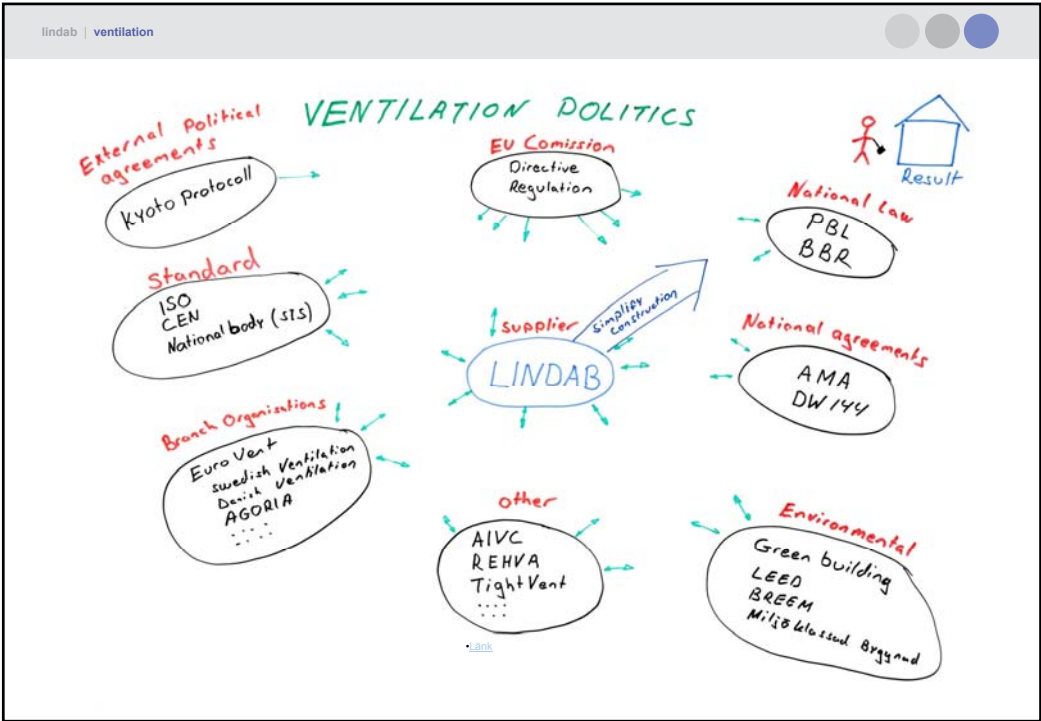 lindab | ventilation
VENTILATION POLITICS
External Political
agreements
Kyoto Protocoll
EU Comission
Directive
Regulation
Result
National Law
PBL
BBR
Standard
ISO
CEN
National body (SIS)
Supplier
LINDAB
Simplify
Construction
National agreements
AMA
DW 144
Branch Organisations
Euro Vent
Swedish Ventilation
Danish Ventilation
AGORIA
other
AIVC
REHVA
TightVent
Environmental
Green building
LEED
BREEM
Miljöklassad Byggnad
•Länk